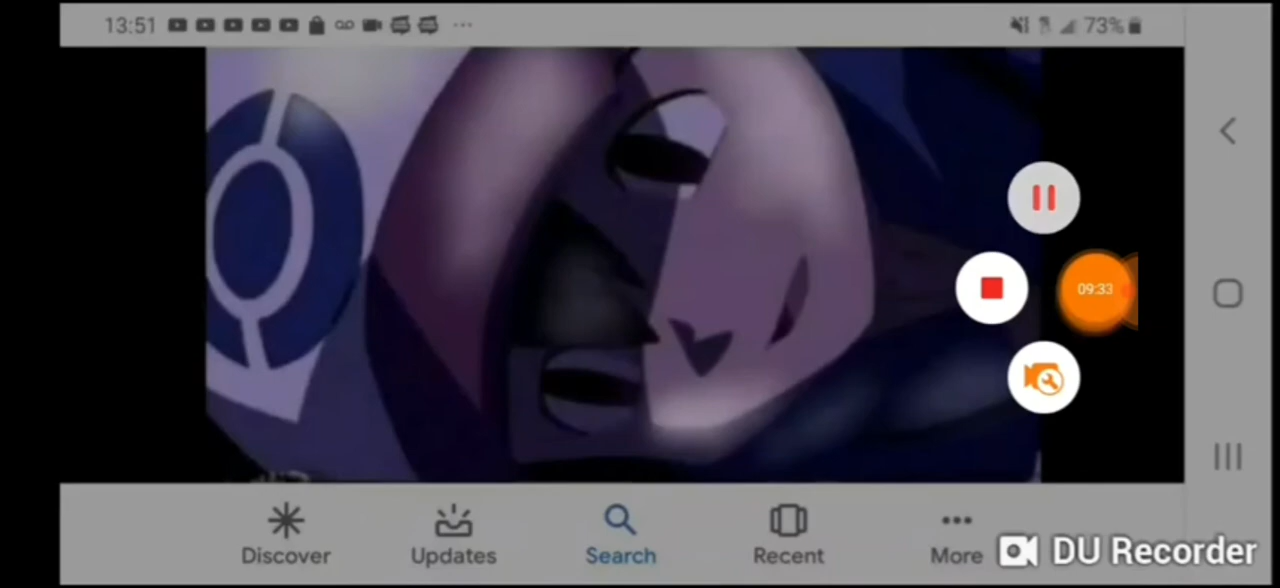 13:51
73%
09:33
Discover
Updates
Search
Recent
More
DU Recorder